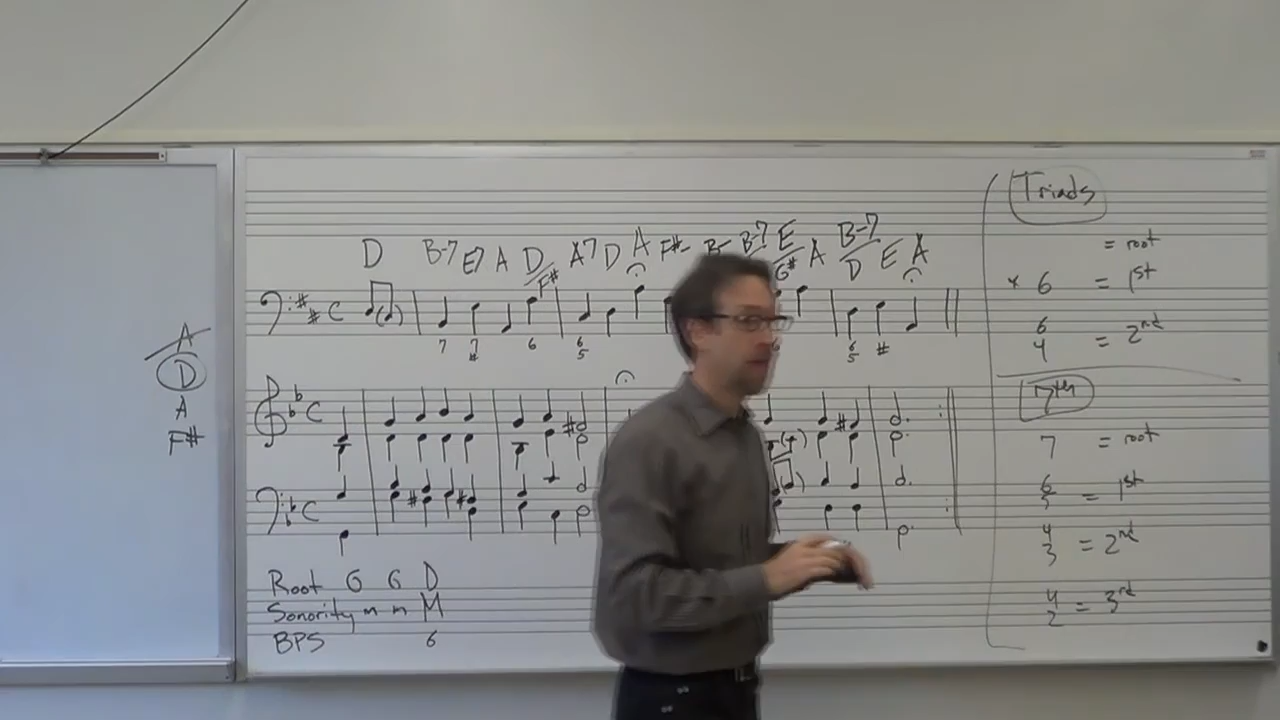 A
D
A
F#
D B-7 E7 A D/F# A7 D A F#- B- B-7 E/G# A B-7/D E A
7 7 # 6 6 5 6 5 #
Root G G D
Sonority m m M
BPS 6
Triads
= root
* 6 = 1st
6 4 = 2nd
7th
7 = root
6 5 = 1st
4 3 = 2nd
4 2 = 3rd